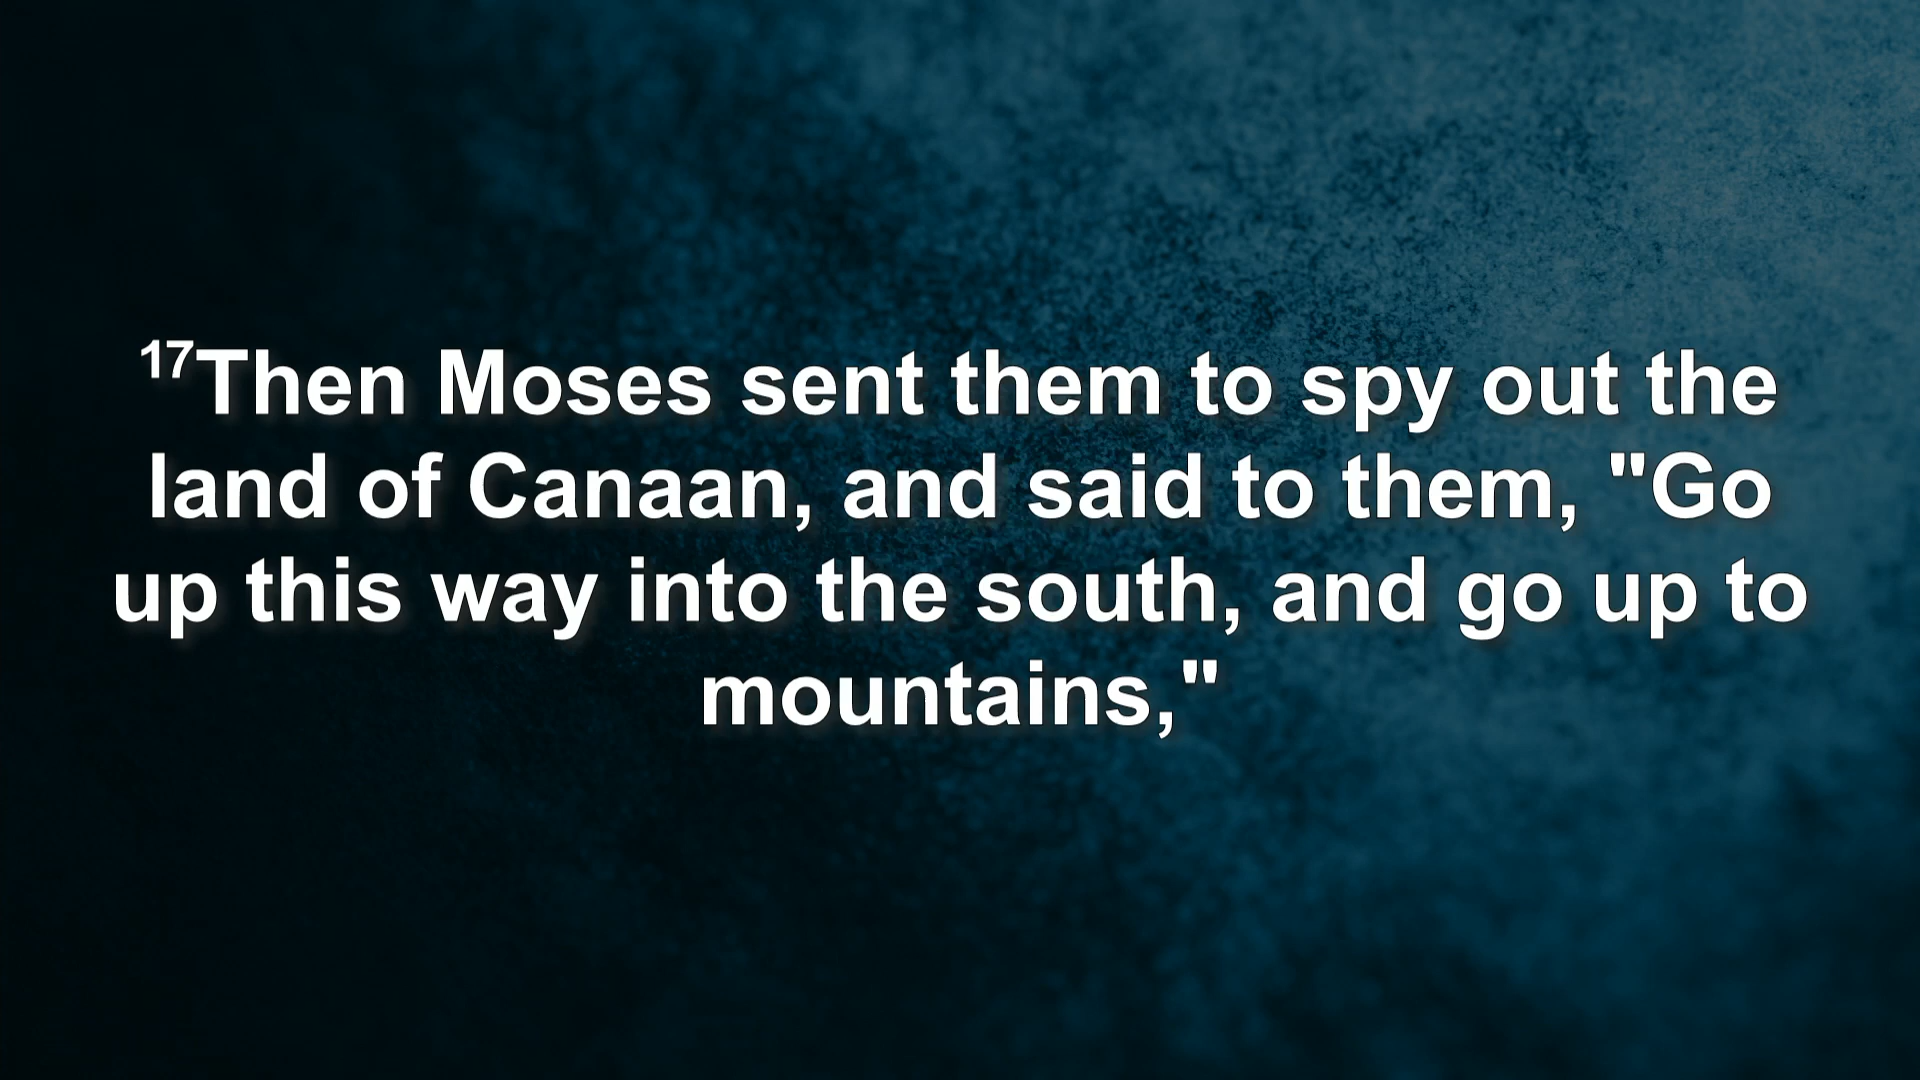 17Then Moses sent them to spy out the
land of Canaan, and said to them, "Go
up this way into the south, and go up to
mountains,"